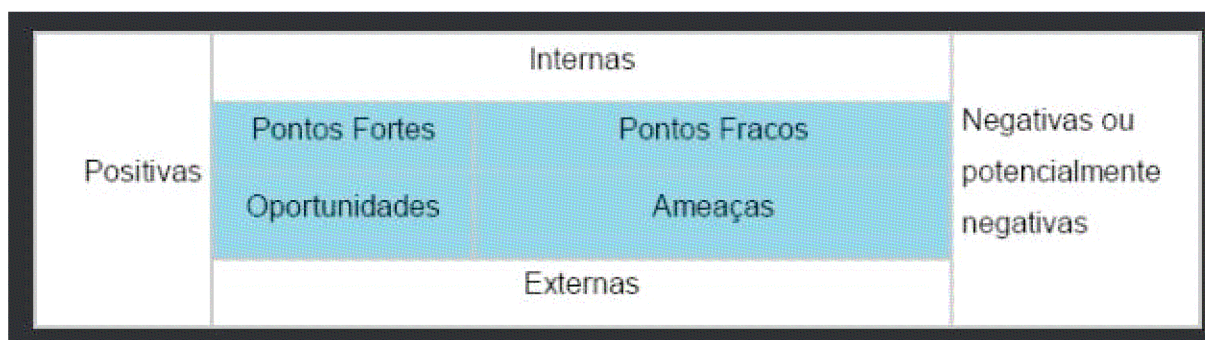 Internas
Positivas
Pontos Fortes
Pontos Fracos
Oportunidades
Ameaças
Negativas ou
potencialmente
negativas
Externas